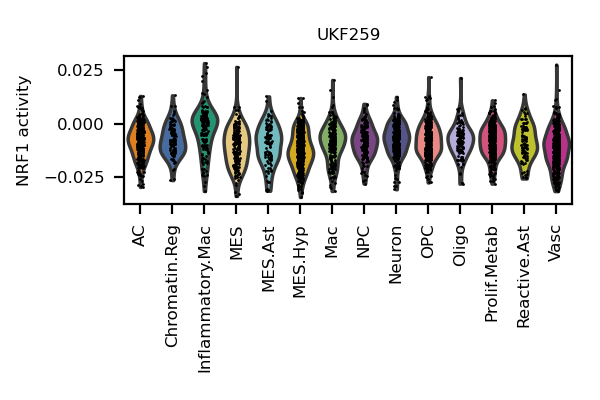 UKF259
NRF1 activity
0.025
0.000
−0.025
AC
Chromatin.Reg
Inflammatory.Mac
MES
MES.Ast
MES.Hyp
Mac
NPC
Neuron
OPC
Oligo
Prolif.Metab
Reactive.Ast
Vasc